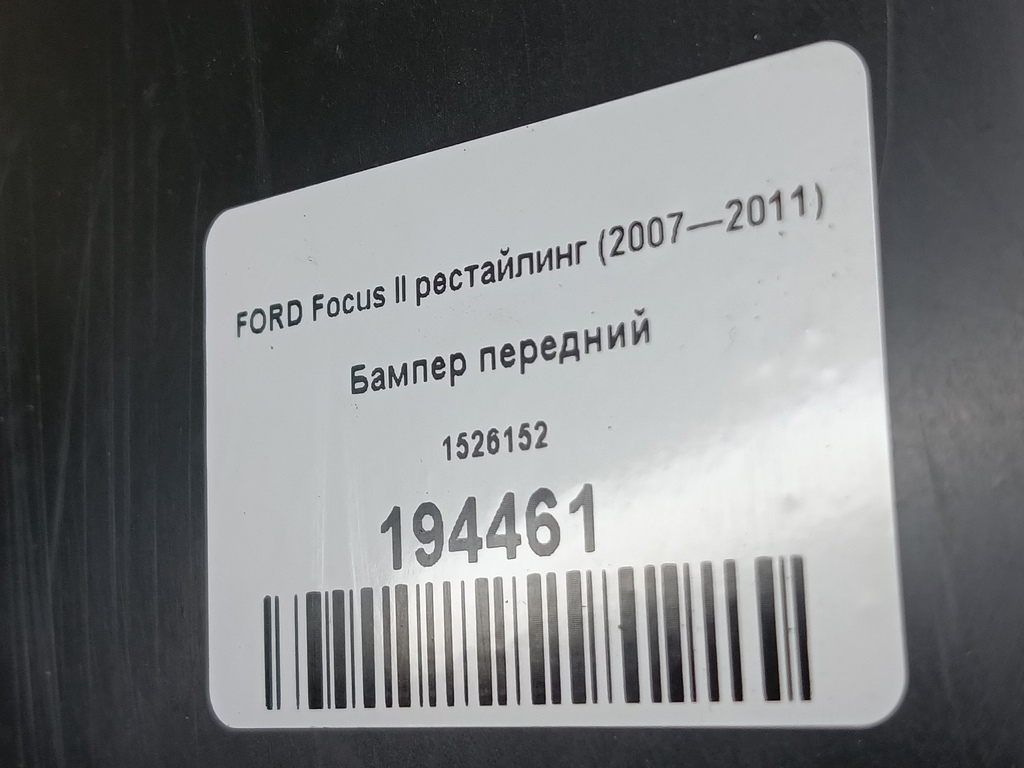 FORD Focus II рестайлинг (2007—2011)
Бампер передний
1526152
194461